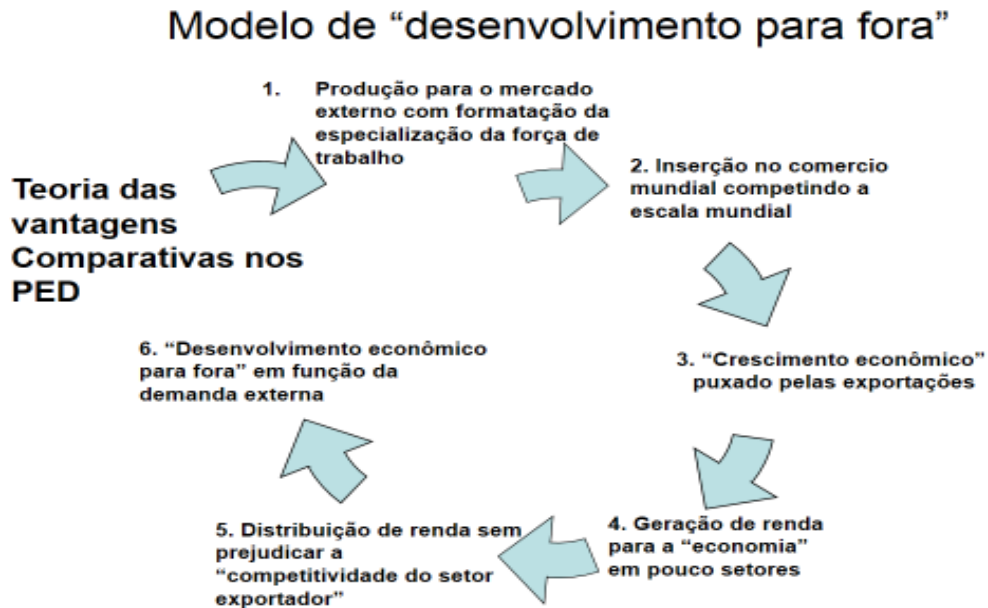 Modelo de “desenvolvimento para fora”
1. Produção para o mercado
externo com formatação da
especialização da força de
trabalho
2. Inserção no comercio
mundial competindo a
escala mundial
Teoria das
vantagens
Comparativas nos
PED
3. “Crescimento econômico”
puxado pelas exportações
4. Geração de renda
para a “economia”
em pouco setores
5. Distribuição de renda sem
prejudicar a
“competitividade do setor
exportador”
6. “Desenvolvimento econômico
para fora” em função da
demanda externa